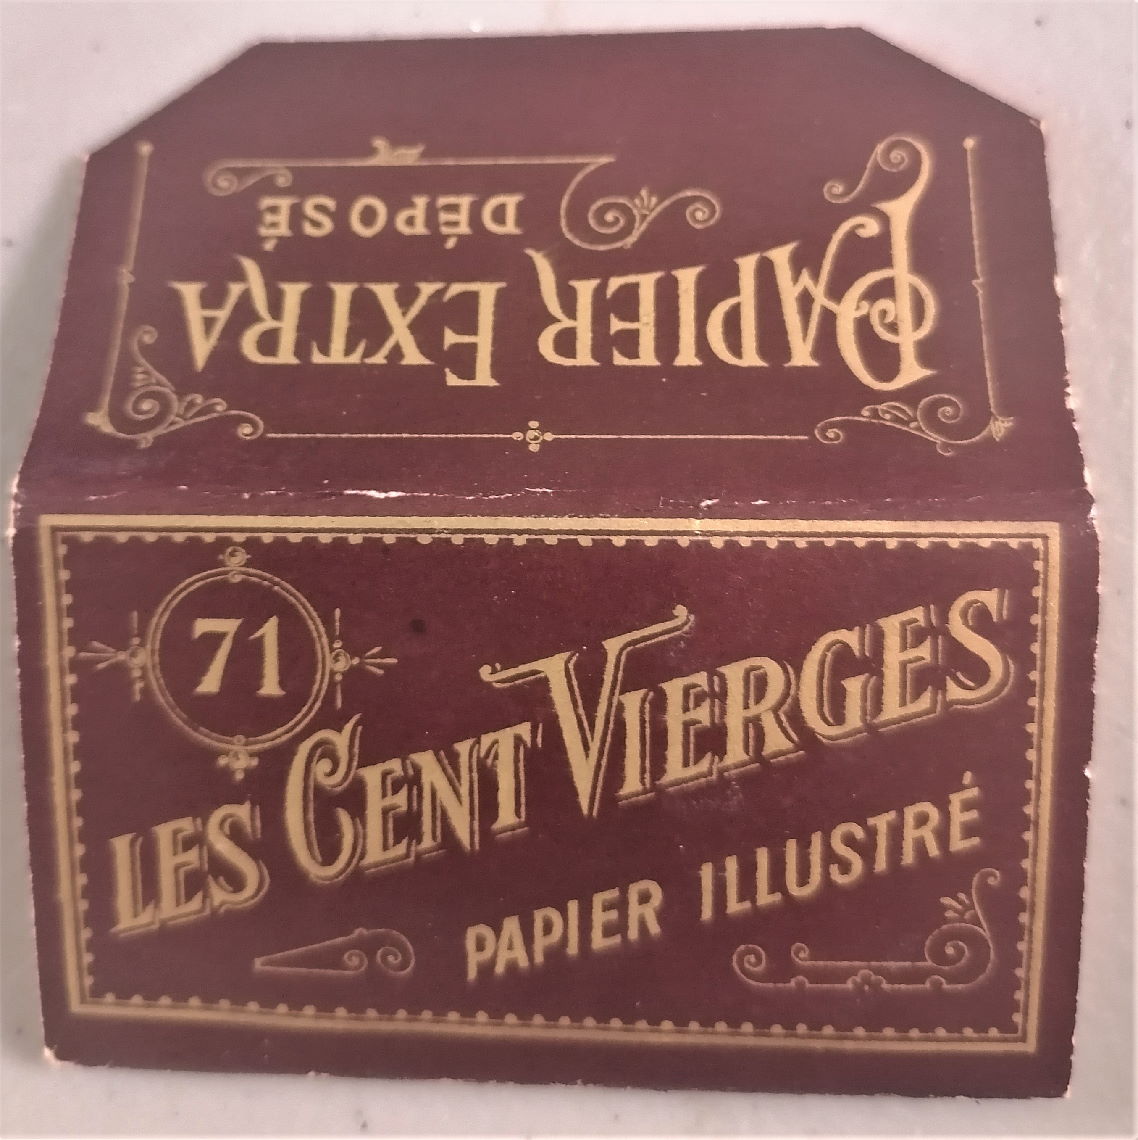 PAPIER EXTRA
DÉPOSÉ
71
LES CENT VIERGES
PAPIER ILLUSTRÉ